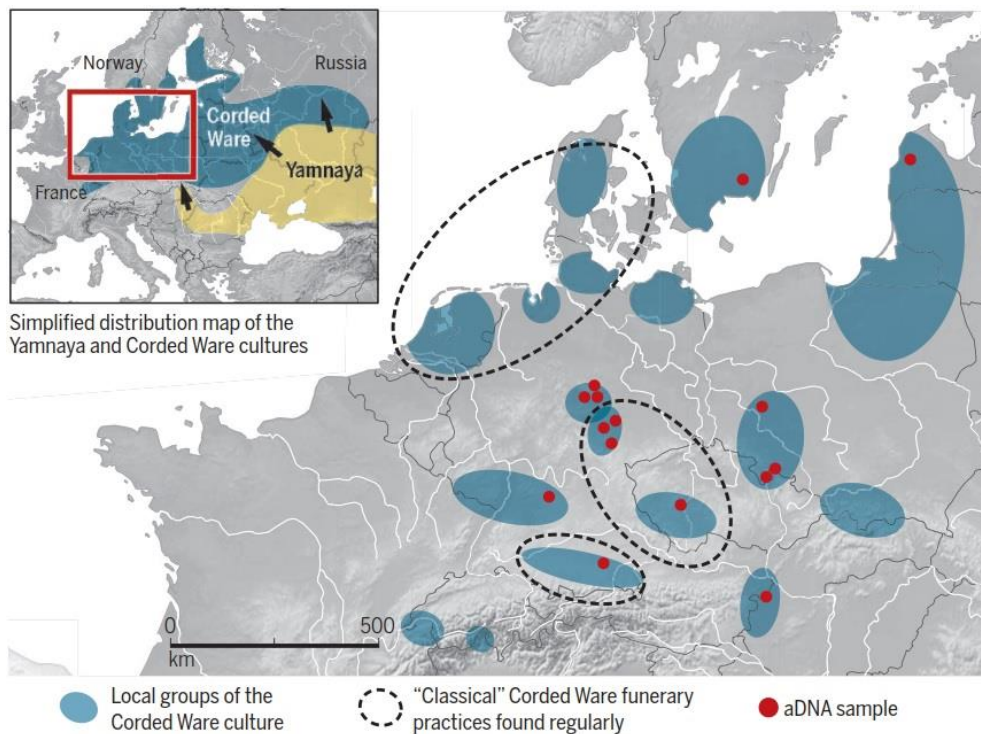 Norway
Russia
Corded
Ware
Yamnaya
France
Simplified distribution map of the
Yamnaya and Corded Ware cultures
0
500
km
Local groups of the
Corded Ware culture
"Classical" Corded Ware funerary
practices found regularly
aDNA sample